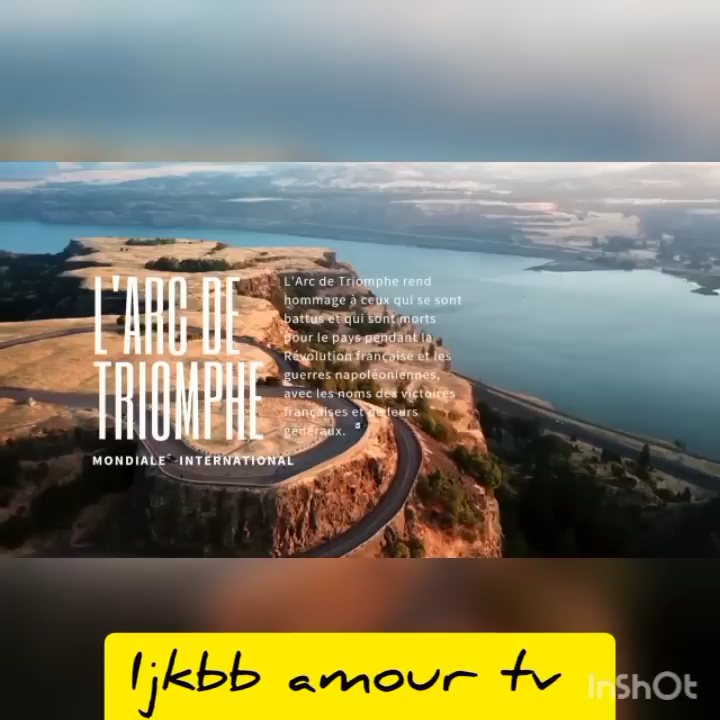 L'ARC DE
TRIOMPHE
MONDIALE - INTERNATIONAL
L'Arc de Triomphe rend
hommage à ceux qui se sont
battus et qui sont morts
pour le pays pendant la
Révolution française et les
guerres napoléoniennes,
avec les noms des victoires
françaises et de leurs
généraux.
Ijkbb amour tv
InShOt